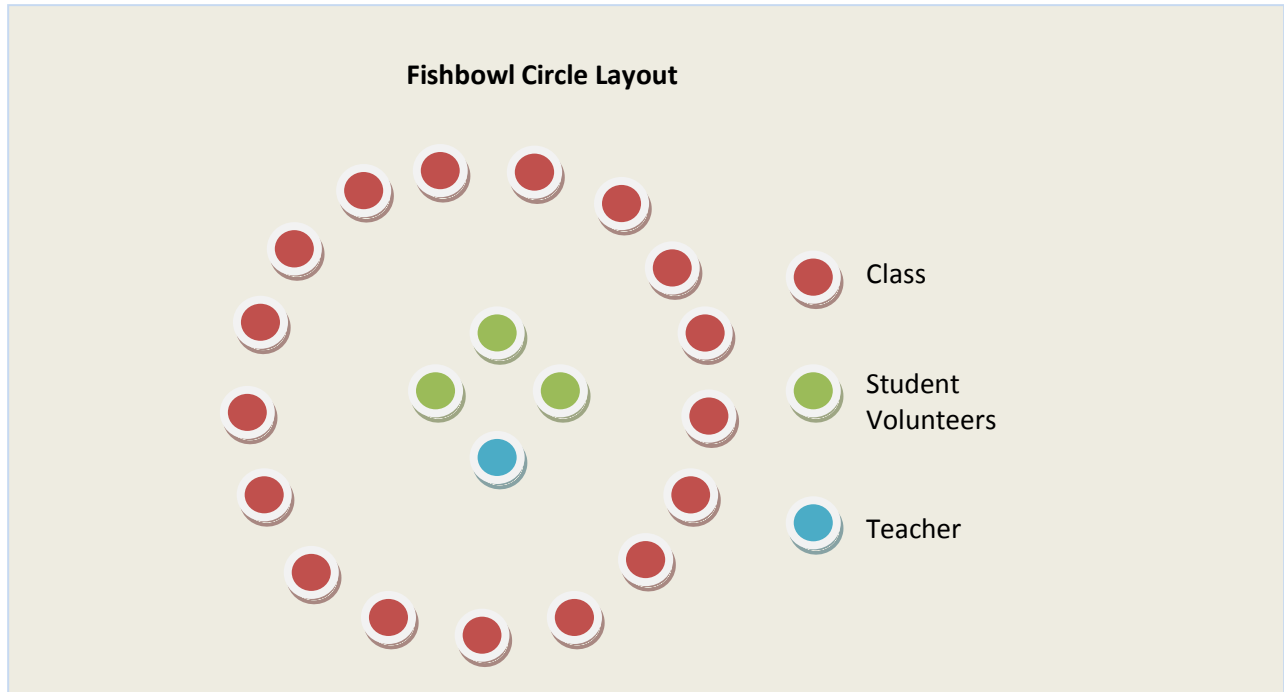 Fishbowl Circle Layout
Class
Student
Volunteers
Teacher